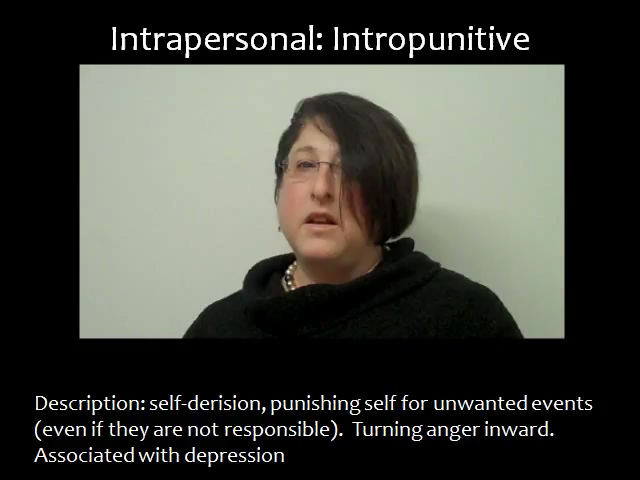 Intrapersonal: Intropunitive
Description: self-derision, punishing self for unwanted events
(even if they are not responsible).  Turning anger inward.
Associated with depression